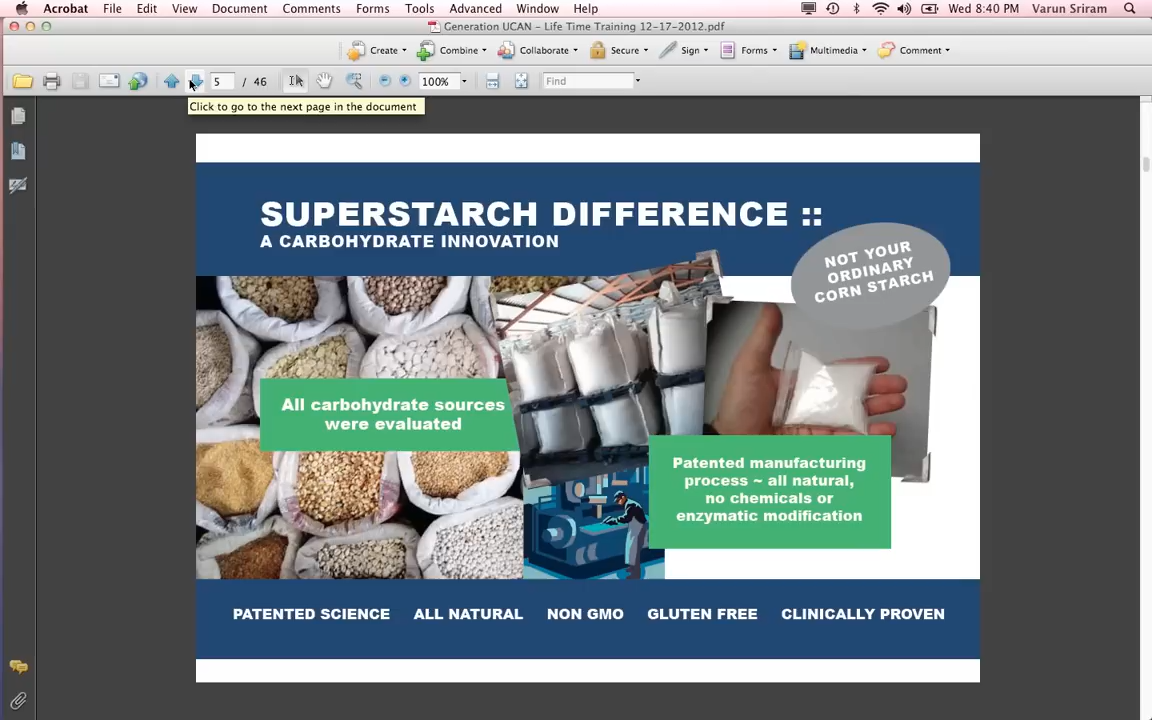 Acrobat File Edit View Document Comments Forms Tools Advanced Window Help Wed 8:40 PM Varun Sriram
Generation UCAN - Life Time Training 12-17-2012.pdf
Create Combine Collaborate Secure Sign Forms Multimedia Comment
5 / 46 100% Find
Click to go to the next page in the document
SUPERSTARCH DIFFERENCE ::
A CARBOHYDRATE INNOVATION
NOT YOUR
ORDINARY
CORN STARCH
All carbohydrate sources
were evaluated
Patented manufacturing
process ~ all natural,
no chemicals or
enzymatic modification
PATENTED SCIENCE ALL NATURAL NON GMO GLUTEN FREE CLINICALLY PROVEN